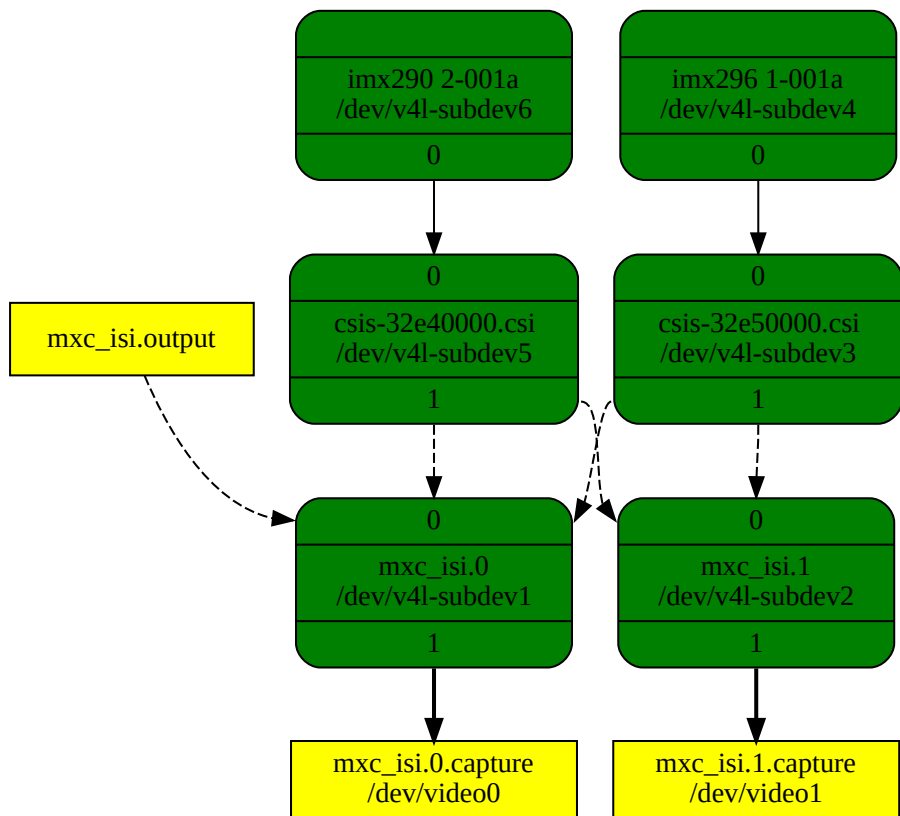 imx290 2-001a
/dev/v4l-subdev6
0
imx296 1-001a
/dev/v4l-subdev4
0
mxc_isi.output
0
csis-32e40000.csi
/dev/v4l-subdev5
1
0
csis-32e50000.csi
/dev/v4l-subdev3
1
0
mxc_isi.0
/dev/v4l-subdev1
1
0
mxc_isi.1
/dev/v4l-subdev2
1
mxc_isi.0.capture
/dev/video0
mxc_isi.1.capture
/dev/video1